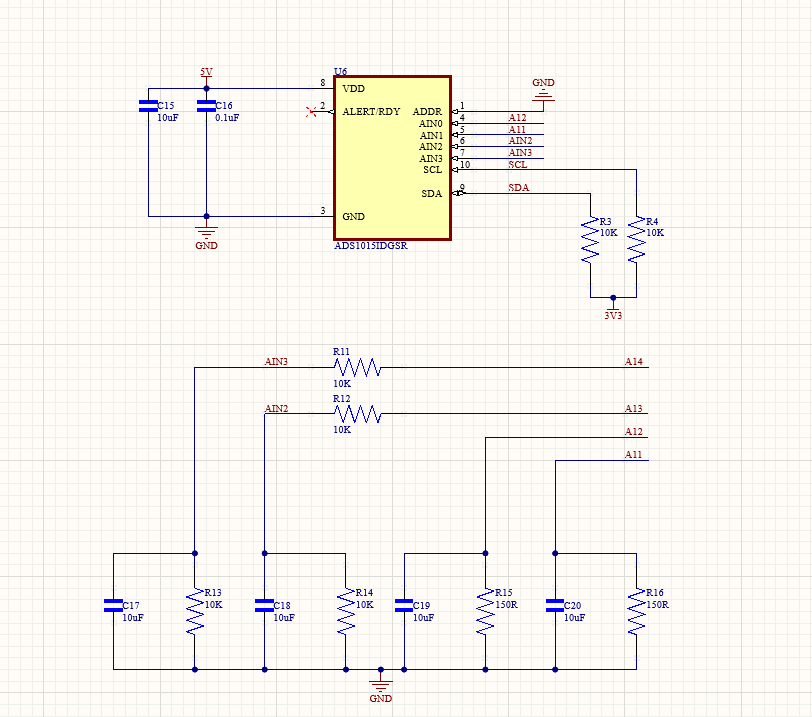 5V
U6
GND
C15
10uF
C16
0.1uF
8
VDD
2
ALERT/RDY
3
GND
ADDR
1
AIN0
4
A12
AIN1
5
A11
AIN2
6
AIN2
AIN3
7
AIN3
SCL
10
SCL
SDA
9
SDA
R3
10K
R4
10K
GND
ADS1015IDGSR
3V3
AIN3
R11
10K
A14
AIN2
R12
10K
A13
A12
A11
C17
10uF
R13
10K
C18
10uF
R14
10K
C19
10uF
R15
150R
C20
10uF
R16
150R
GND